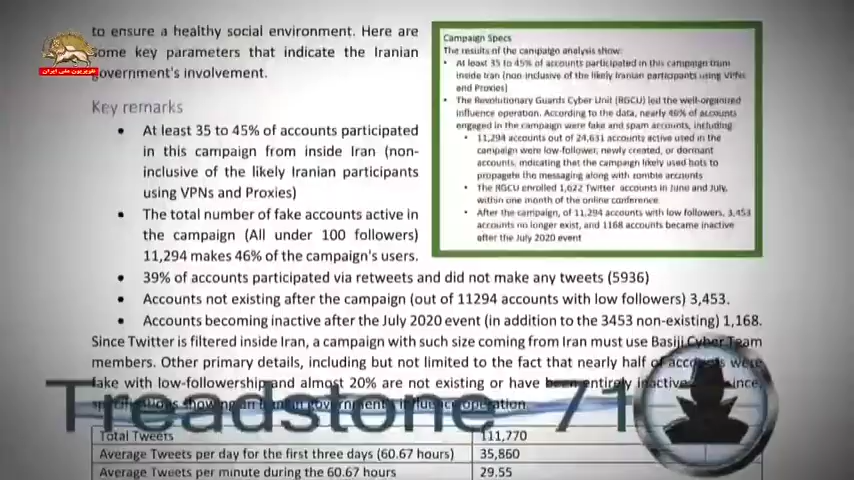 to ensure a healthy social environment. Here are
some key parameters that indicate the Iranian
government's involvement.
Key remarks
• At least 35 to 45% of accounts participated
in this campaign from inside Iran (non-
inclusive of the likely Iranian participants
using VPNs and Proxies)
• The total number of fake accounts active in
the campaign (All under 100 followers)
11,294 makes 46% of the campaign's users.
• 39% of accounts participated via retweets and did not make any tweets (5936)
• Accounts not existing after the campaign (out of 11294 accounts with low followers) 3,453.
• Accounts becoming inactive after the July 2020 event (in addition to the 3453 non-existing) 1,168.
Since Twitter is filtered inside Iran, a campaign with such size coming from Iran must use Basiji Cyber Team
members. Other primary details, including but not limited to the fact that nearly half of accounts were
fake with low-followership and almost 20% are not existing or have been entirely inactive since,
showing an government's influence operation.
Campaign Specs
The results of the campaign analysis show:
• At least 35 to 45% of accounts participated in this campaign from
inside Iran (non inclusive of the likely Iranian participants using VPNs
and Proxies)
• The Revolutionary Guards Cyber Unit (RGCU) led the well-organized
influence operation. According to the data, nearly 46% of accounts
engaged in the campaign were fake and spam accounts, including:
• 11,294 accounts out of 24,631 accounts active used in the
campaign were low-follower, newly created, or dormant
accounts, indicating that the campaign likely used bots to
propagate the messaging along with zombie accounts
• The RGCU enrolled 1,622 Twitter accounts in June and July,
within one month of the online conference
• After the campaign, of 11,294 accounts with low followers, 3,453
accounts no longer exist, and 1168 accounts became inactive
after the July 2020 event
Treadstone 71
Total Tweets 111,770
Average Tweets per day for the first three days (60.67 hours) 35,860
Average Tweets per minute during the 60.67 hours 29.55
تلویزیون ملی ایران